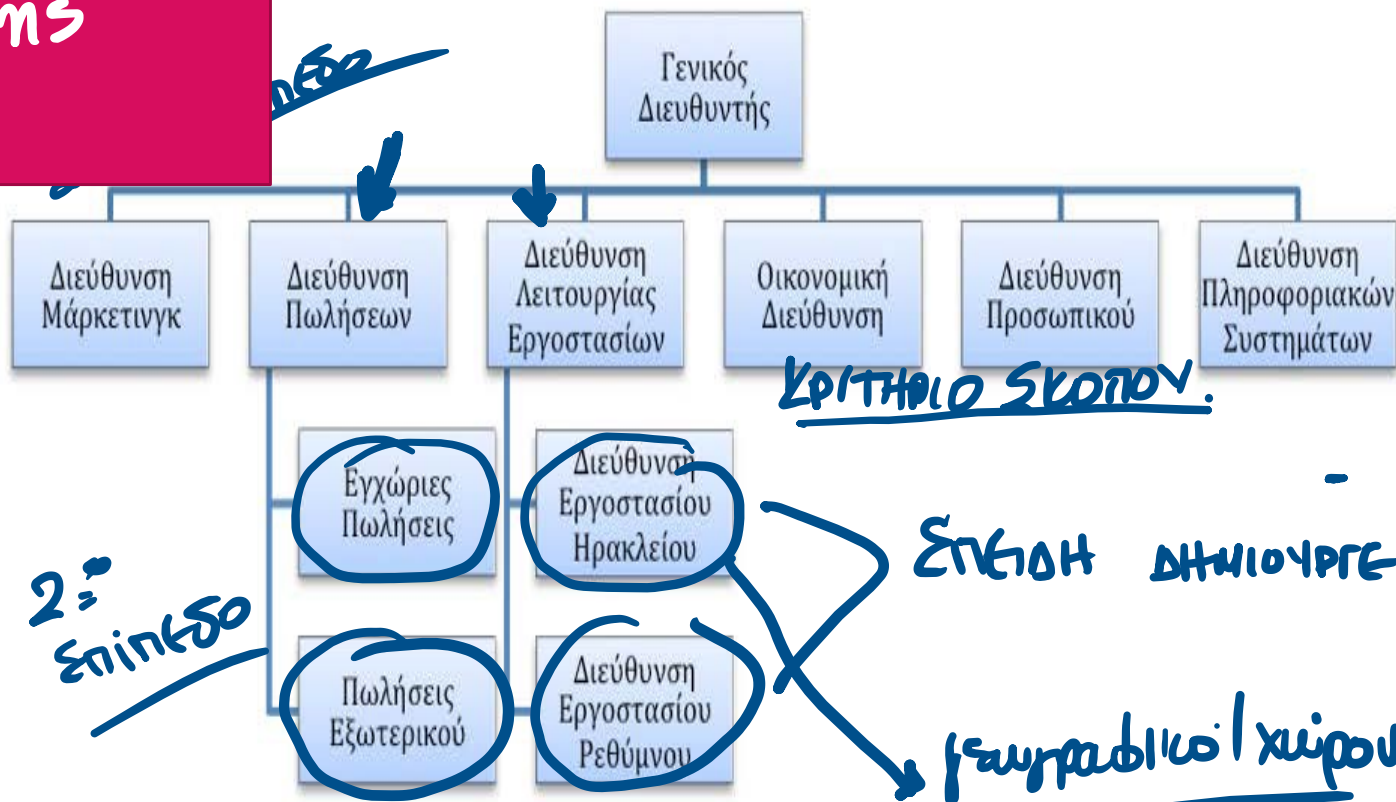 ης
Γενικός
Διευθυντής
Διεύθυνση
Μάρκετινγκ
Διεύθυνση
Πωλήσεων
Διεύθυνση
Λειτουργίας
Εργοστασίων
Οικονομική
Διεύθυνση
Διεύθυνση
Προσωπικού
Διεύθυνση
Πληροφοριακών
Συστημάτων
ΚΡΙΤΗΡΙΟ ΣΚΟΠΟΥ.
Εγχώριες
Πωλήσεις
Διεύθυνση
Εργοστασίου
Ηρακλείου
ΕΠΕΙΔΗ ΔΗΜΙΟΥΡΓΕ
2ο
Επίπεδο
Πωλήσεις
Εξωτερικού
Διεύθυνση
Εργοστασίου
Ρεθύμνου
γεωγραφικό/χώρου